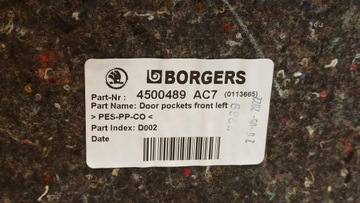 BORGERS
Part-Nr : 4500489 AC7 (0113665)
Part Name: Door pockets front left
> PES-PP-CO <
Part Index: D002
Date